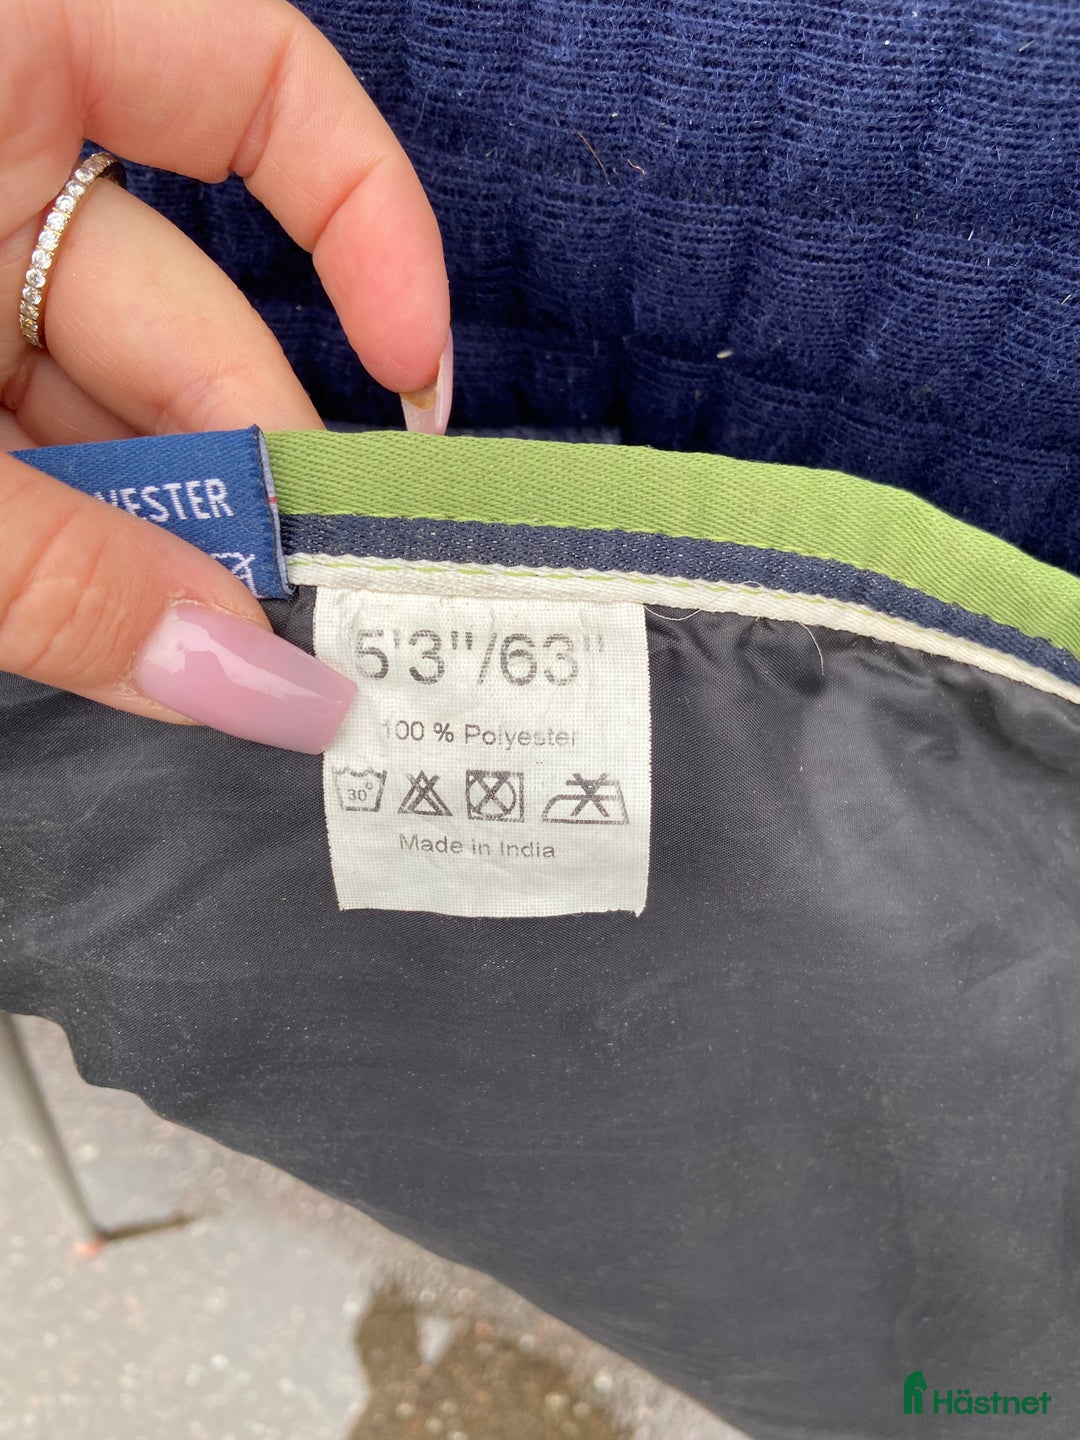 YESTER
5'3"/63"
100 % Polyester
30°
Made in India
Hästnet